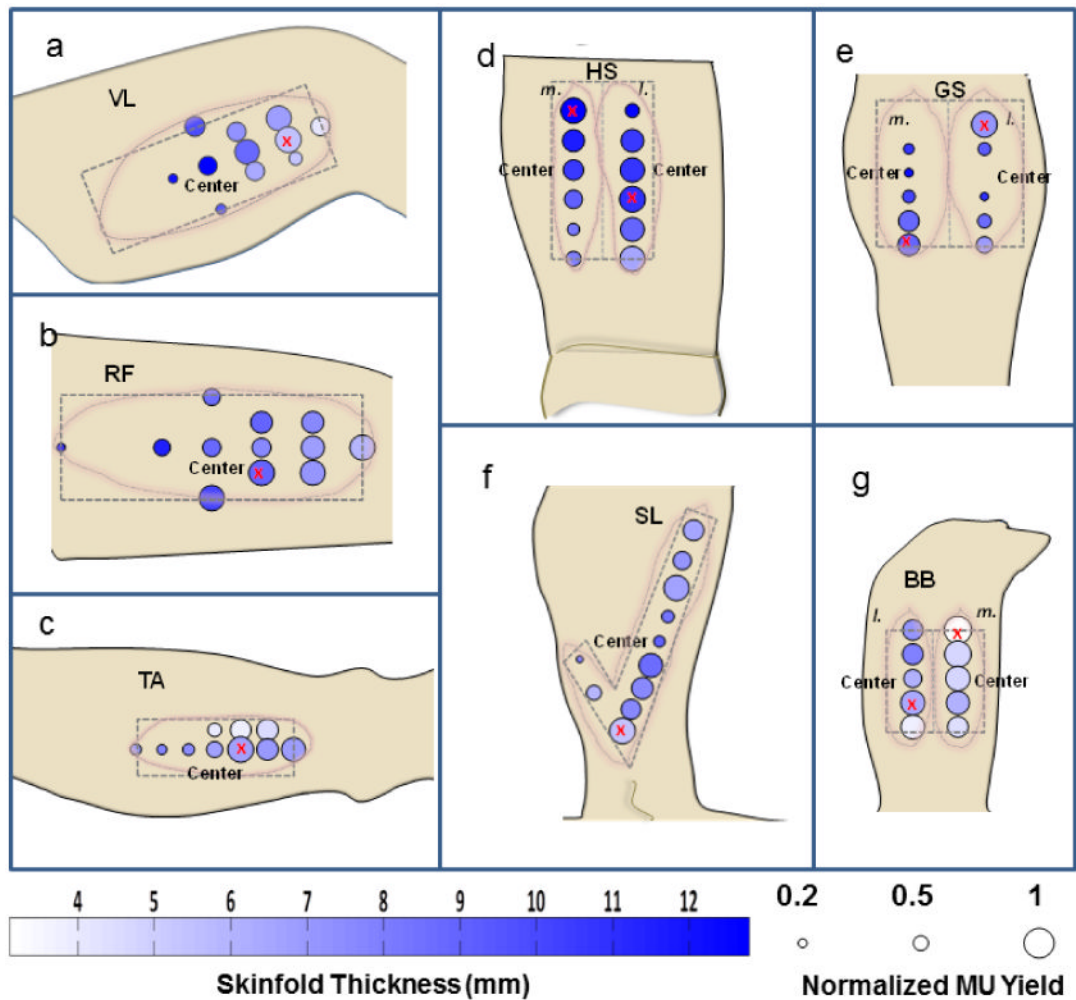 a
VL
Center
X
b
RF
Center
X
c
TA
X
Center
d
HS
m.
l.
X
Center
Center
X
e
GS
m.
l.
X
Center
Center
X
f
SL
Center
X
g
BB
l.
m.
X
Center
Center
X
4 5 6 7 8 9 10 11 12
Skinfold Thickness (mm)
0.2 0.5 1
Normalized MU Yield